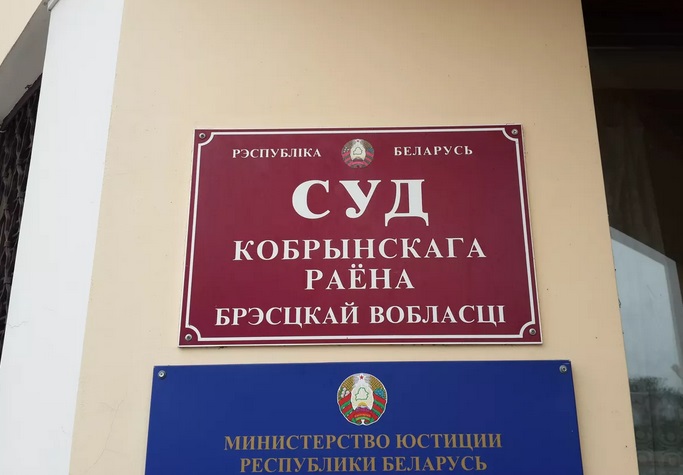 РЭСПУБЛІКА БЕЛАРУСЬ
СУД
КОБРЫНСКАГА
РАЁНА
БРЭСЦКАЙ ВОБЛАСЦІ
МИНИСТЕРСТВО ЮСТИЦИИ
РЕСПУБЛИКИ БЕЛАРУСЬ